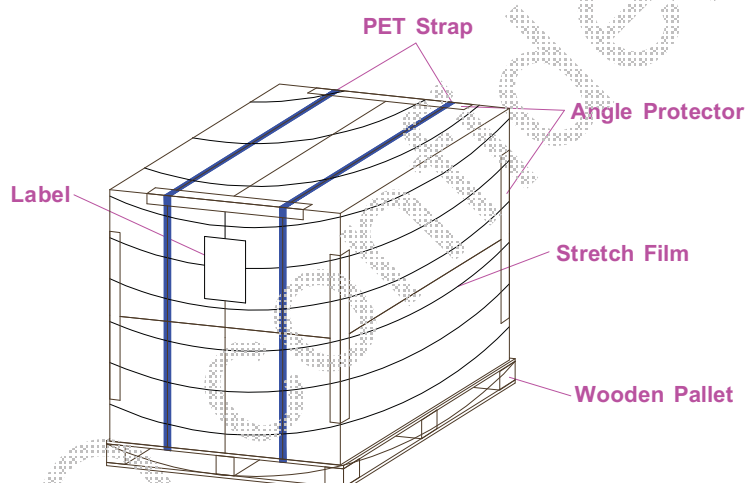 PET Strap
Angle Protector
Label
Stretch Film
Wooden Pallet